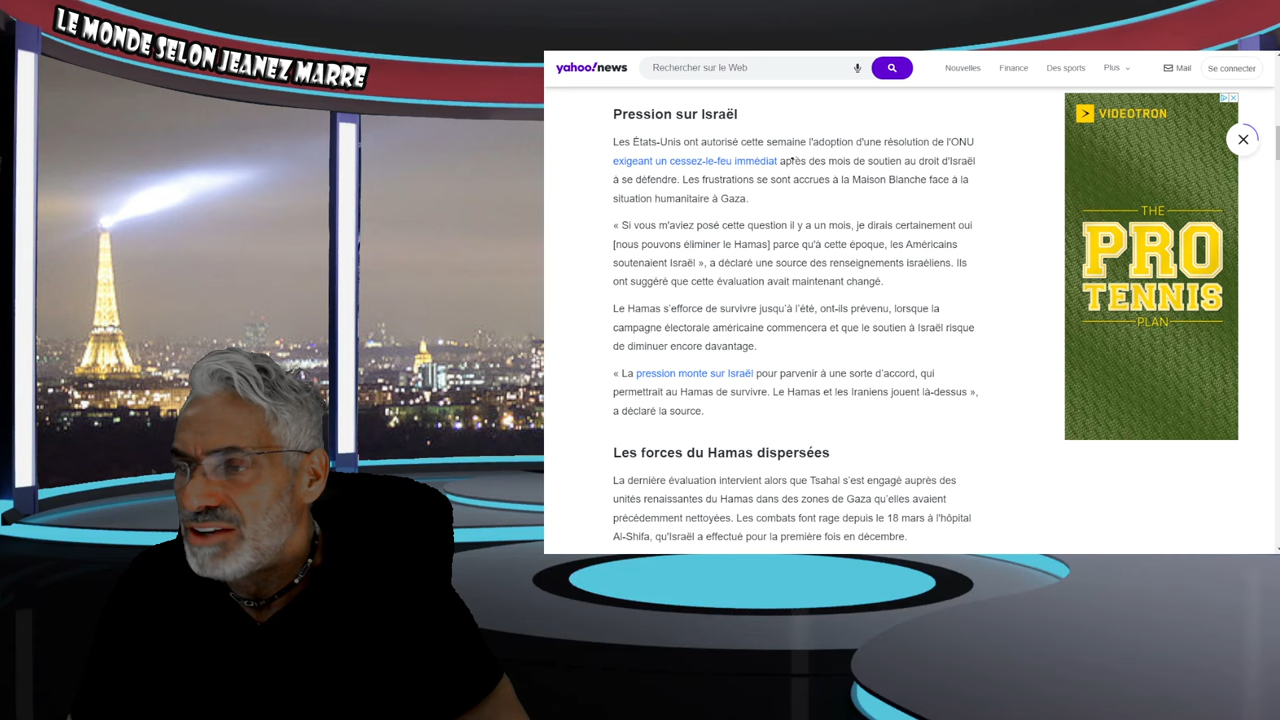 LE MONDE SELON JEANEZ MARRE
yahoo!news
Rechercher sur le Web
Nouvelles
Finance
Des sports
Plus
Mail
Se connecter
Pression sur Israël
Les États-Unis ont autorisé cette semaine l'adoption d'une résolution de l'ONU
exigeant un cessez-le-feu immédiat après des mois de soutien au droit d'Israël
à se défendre. Les frustrations se sont accrues à la Maison Blanche face à la
situation humanitaire à Gaza.
« Si vous m'aviez posé cette question il y a un mois, je dirais certainement oui
[nous pouvons éliminer le Hamas] parce qu'à cette époque, les Américains
soutenaient Israël », a déclaré une source des renseignements israéliens. Ils
ont suggéré que cette évaluation avait maintenant changé.
Le Hamas s'efforce de survivre jusqu'à l'été, ont-ils prévenu, lorsque la
campagne électorale américaine commencera et que le soutien à Israël risque
de diminuer encore davantage.
« La pression monte sur Israël pour parvenir à une sorte d'accord, qui
permettrait au Hamas de survivre. Le Hamas et les Iraniens jouent là-dessus »,
a déclaré la source.
Les forces du Hamas dispersées
La dernière évaluation intervient alors que Tsahal s'est engagé auprès des
unités renaissantes du Hamas dans des zones de Gaza qu'elles avaient
précédemment nettoyées. Les combats font rage depuis le 18 mars à l'hôpital
Al-Shifa, qu'Israël a effectué pour la première fois en décembre.
VIDEOTRON
THE
PRO
TENNIS
PLAN